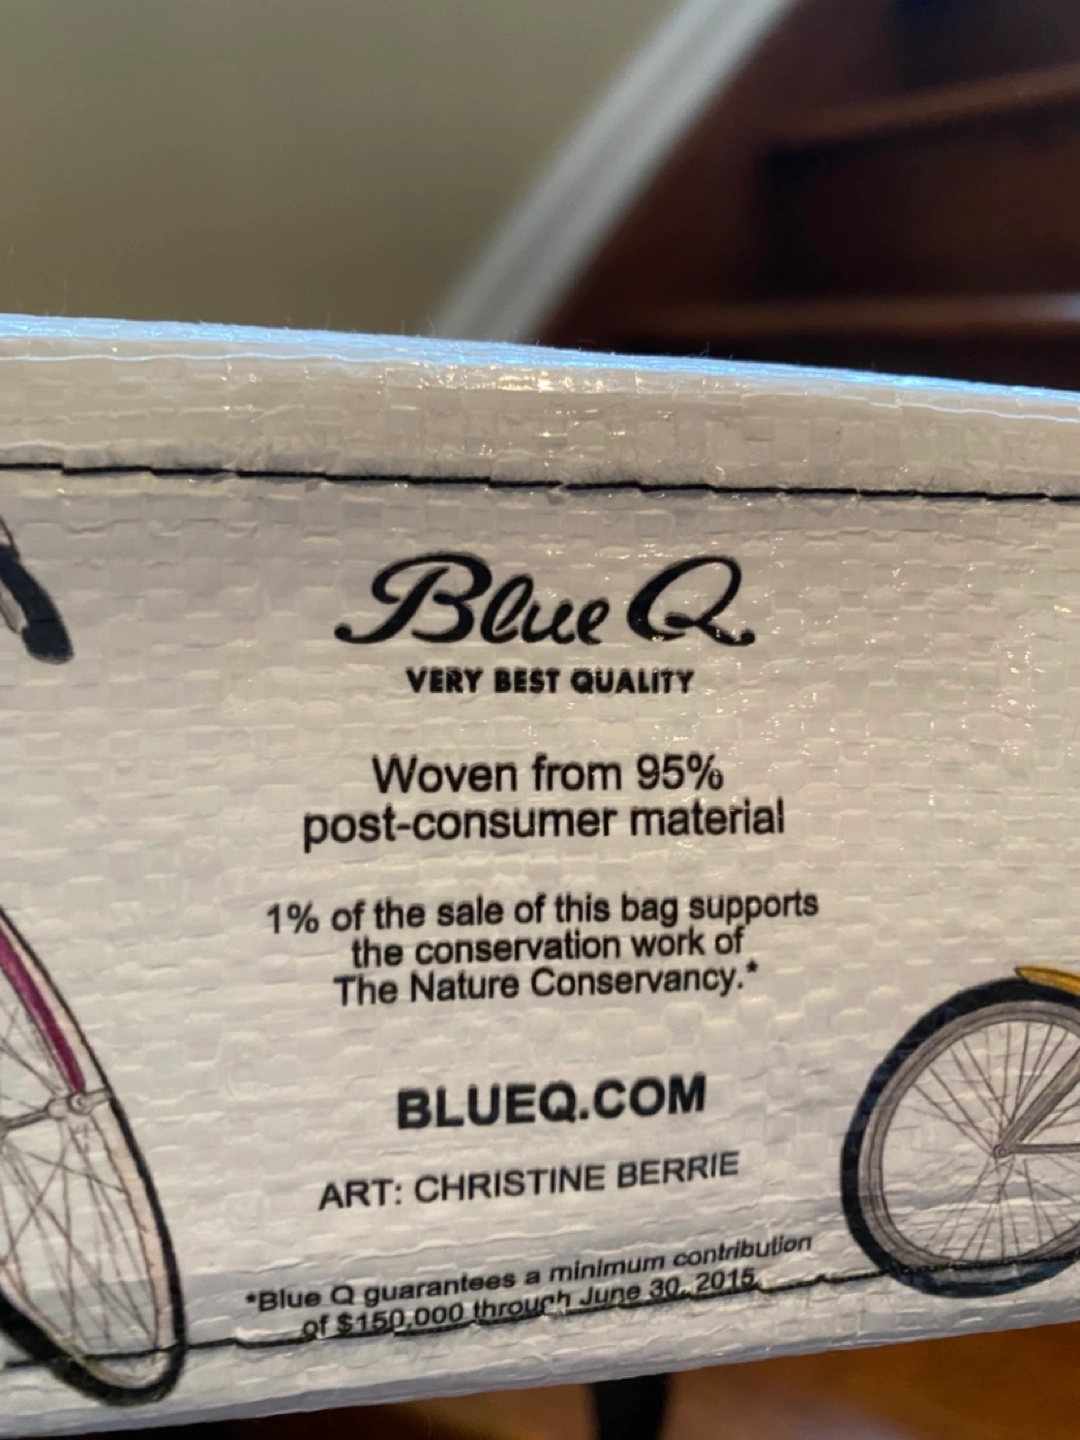 Blue Q
VERY BEST QUALITY
Woven from 95%
post-consumer material
1% of the sale of this bag supports
the conservation work of
The Nature Conservancy.*
BLUEQ.COM
ART: CHRISTINE BERRIE
*Blue Q guarantees a minimum contribution
of $150,000 through June 30, 2015.